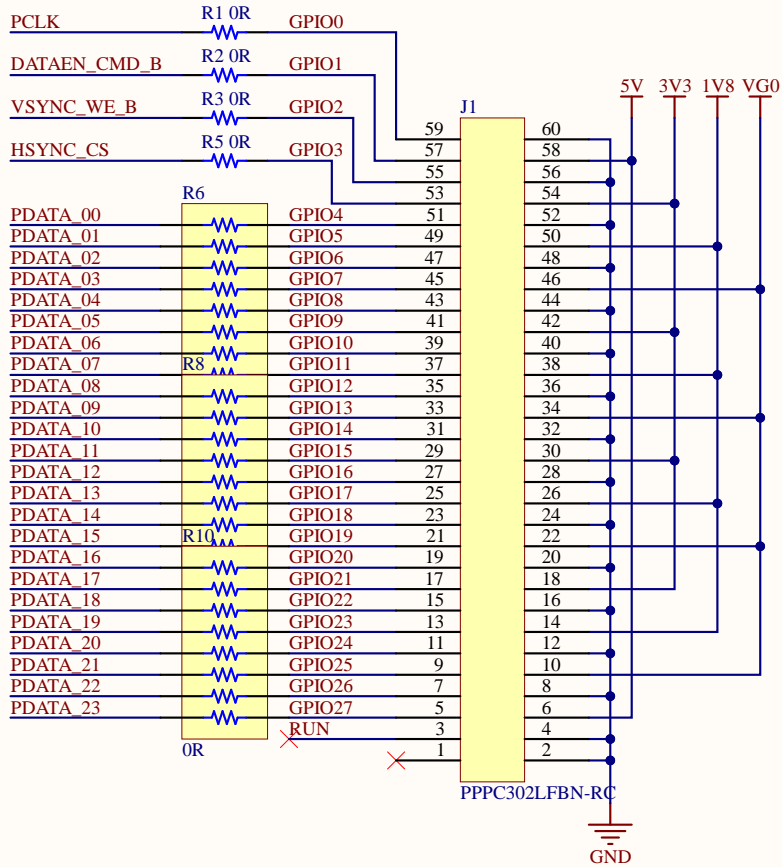 PCLK R1 0R GPIO0
DATAEN_CMD_B R2 0R GPIO1
VSYNC_WE_B R3 0R GPIO2
HSYNC_CS R5 0R GPIO3
5V 3V3 1V8 VG0
J1
59 60
57 58
55 56
53 54
R6
PDATA_00 GPIO4 51 52
PDATA_01 GPIO5 49 50
PDATA_02 GPIO6 47 48
PDATA_03 GPIO7 45 46
PDATA_04 GPIO8 43 44
PDATA_05 GPIO9 41 42
PDATA_06 GPIO10 39 40
PDATA_07 R8 GPIO11 37 38
PDATA_08 GPIO12 35 36
PDATA_09 GPIO13 33 34
PDATA_10 GPIO14 31 32
PDATA_11 GPIO15 29 30
PDATA_12 GPIO16 27 28
PDATA_13 GPIO17 25 26
PDATA_14 GPIO18 23 24
PDATA_15 R10 GPIO19 21 22
PDATA_16 GPIO20 19 20
PDATA_17 GPIO21 17 18
PDATA_18 GPIO22 15 16
PDATA_19 GPIO23 13 14
PDATA_20 GPIO24 11 12
PDATA_21 GPIO25 9 10
PDATA_22 GPIO26 7 8
PDATA_23 GPIO27 5 6
RUN 3 4
0R 1 2
PPPC302LFBN-RC
GND